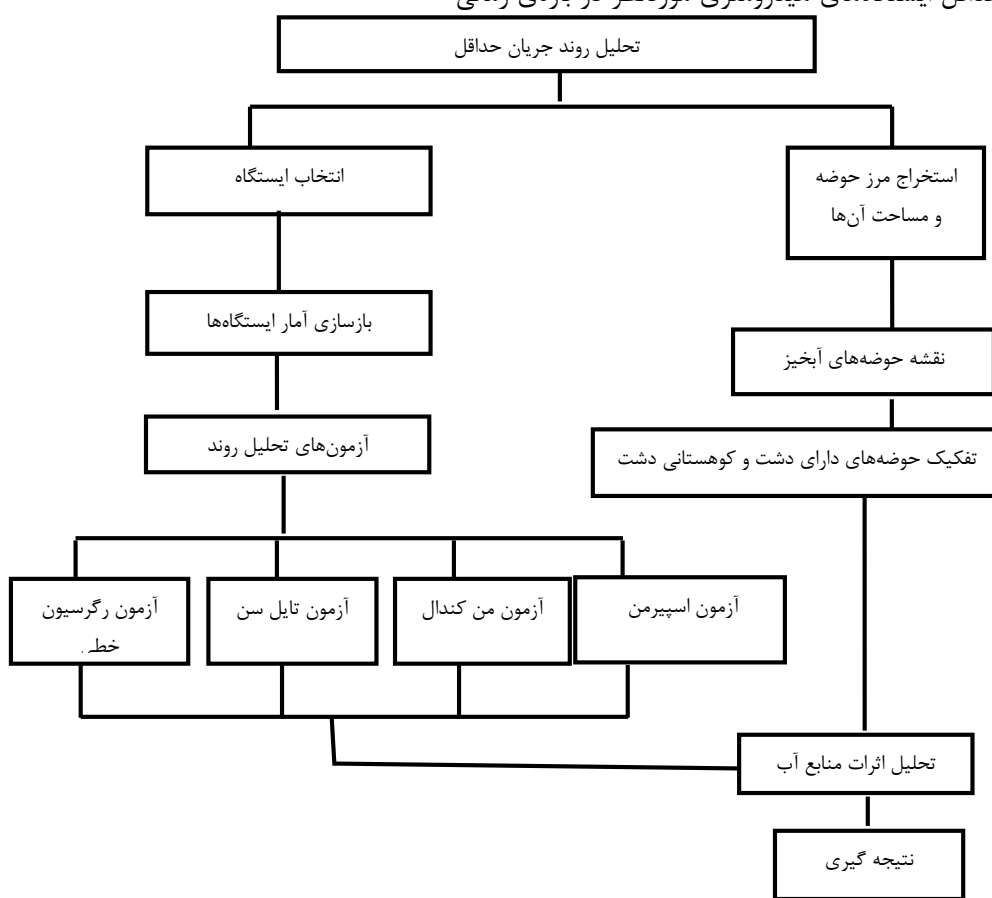 تحلیل روند جریان حداقل
استخراج مرز حوضه
و مساحت آن‌ها
انتخاب ایستگاه
بازسازی آمار ایستگاه‌ها
نقشه حوضه‌های آبخیز
آزمون‌های تحلیل روند
تفکیک حوضه‌های دارای دشت و کوهستانی دشت
آزمون اسپیرمن
آزمون من کندال
آزمون تایل سن
آزمون رگرسیون
خطی
تحلیل اثرات منابع آب
نتیجه گیری